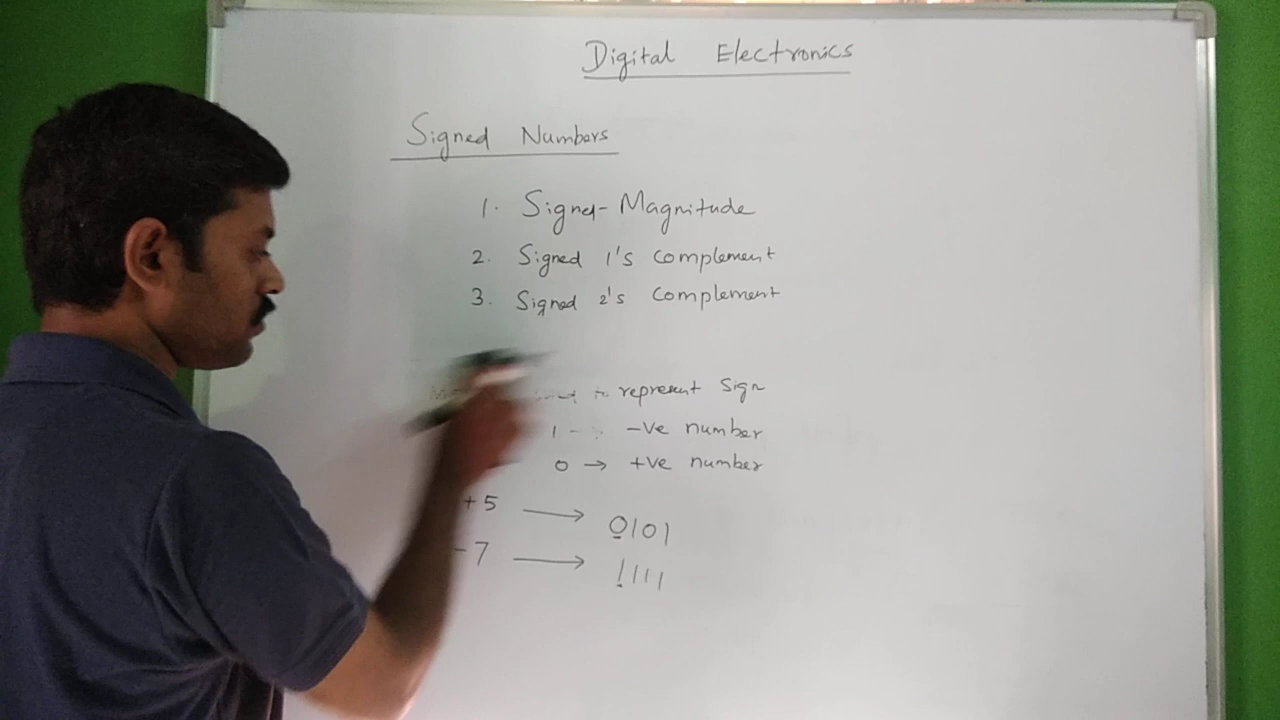 Digital Electronics
Signed Numbers
1. Signed-Magnitude
2. Signed 1's complement
3. Signed 2's complement
to represent Sign
1 → -ve number
0 → +ve number
+5 → 0101
-7 → 1111